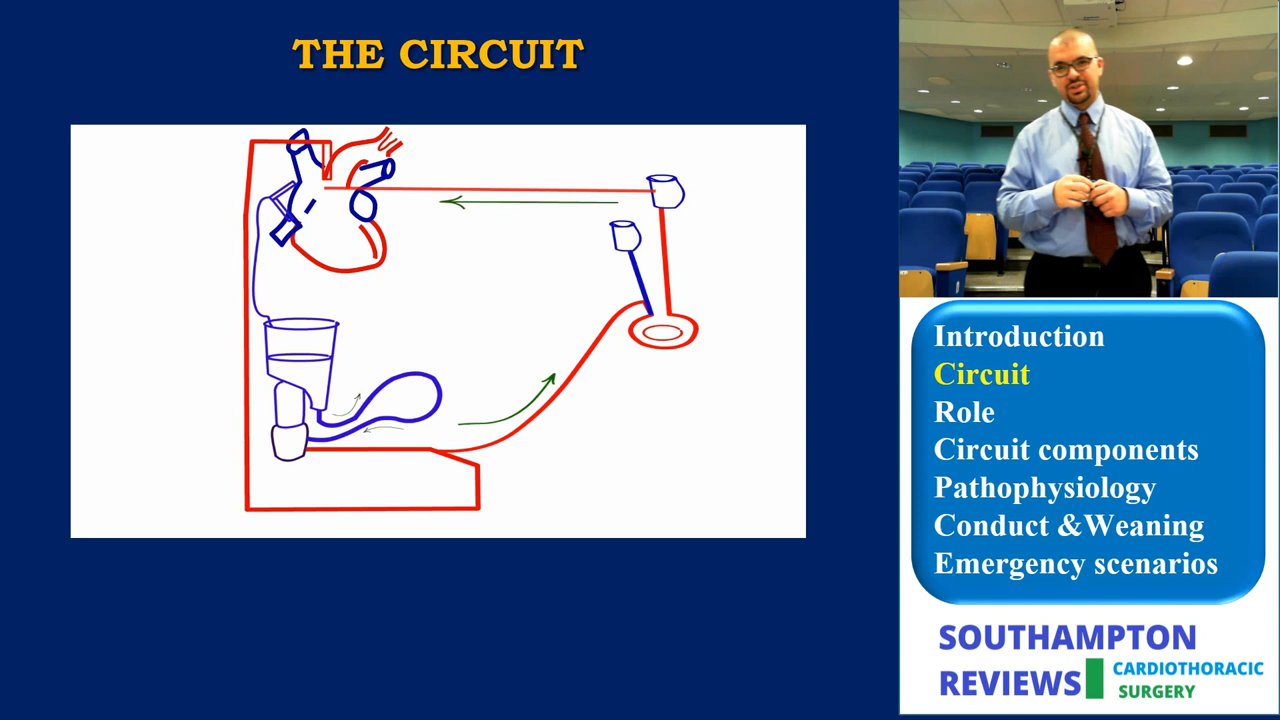 THE CIRCUIT
Introduction
Circuit
Role
Circuit components
Pathophysiology
Conduct &Weaning
Emergency scenarios
SOUTHAMPTON
REVIEWS CARDIOTHORACIC
SURGERY